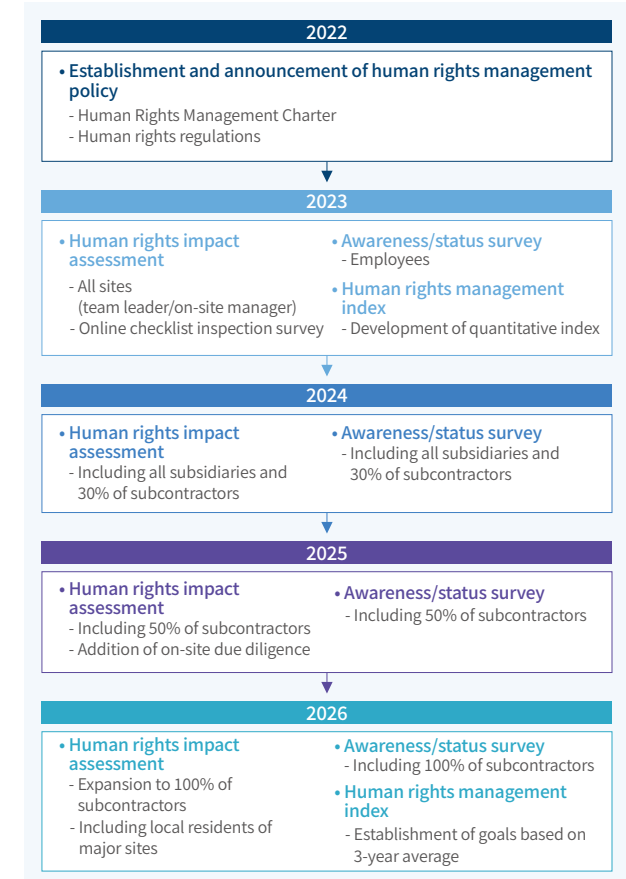 2022
• Establishment and announcement of human rights management
policy
- Human Rights Management Charter
- Human rights regulations
2023
• Human rights impact
assessment
- All sites
(team leader/on-site manager)
- Online checklist inspection survey
• Awareness/status survey
- Employees
• Human rights management
index
- Development of quantitative index
2024
• Human rights impact
assessment
- Including all subsidiaries and
30% of subcontractors
• Awareness/status survey
- Including all subsidiaries and
30% of subcontractors
2025
• Human rights impact
assessment
- Including 50% of subcontractors
- Addition of on-site due diligence
• Awareness/status survey
- Including 50% of subcontractors
2026
• Human rights impact
assessment
- Expansion to 100% of
subcontractors
- Including local residents of
major sites
• Awareness/status survey
- Including 100% of subcontractors
• Human rights management
index
- Establishment of goals based on
3-year average